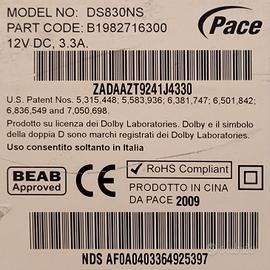 MODEL NO: DS830NS
PART CODE: B1982716300
12V DC, 3.3A.
Pace
ZADAAZT9241J4330
U.S. Patent Nos. 5,315,448; 5,583,936; 6,381,747; 6,501,842;
6,836,549 and 7,050,698.
Prodotto su licenza dei Dolby Laboratories. Dolby e il simbolo
della doppia D sono marchi registrati dei Dolby Laboratories.
Uso consentito soltanto in Italia
BEAB
Approved
CE
RoHS Compliant
PRODOTTO IN CINA
DA PACE 2009
NDS AF0A0403364925397